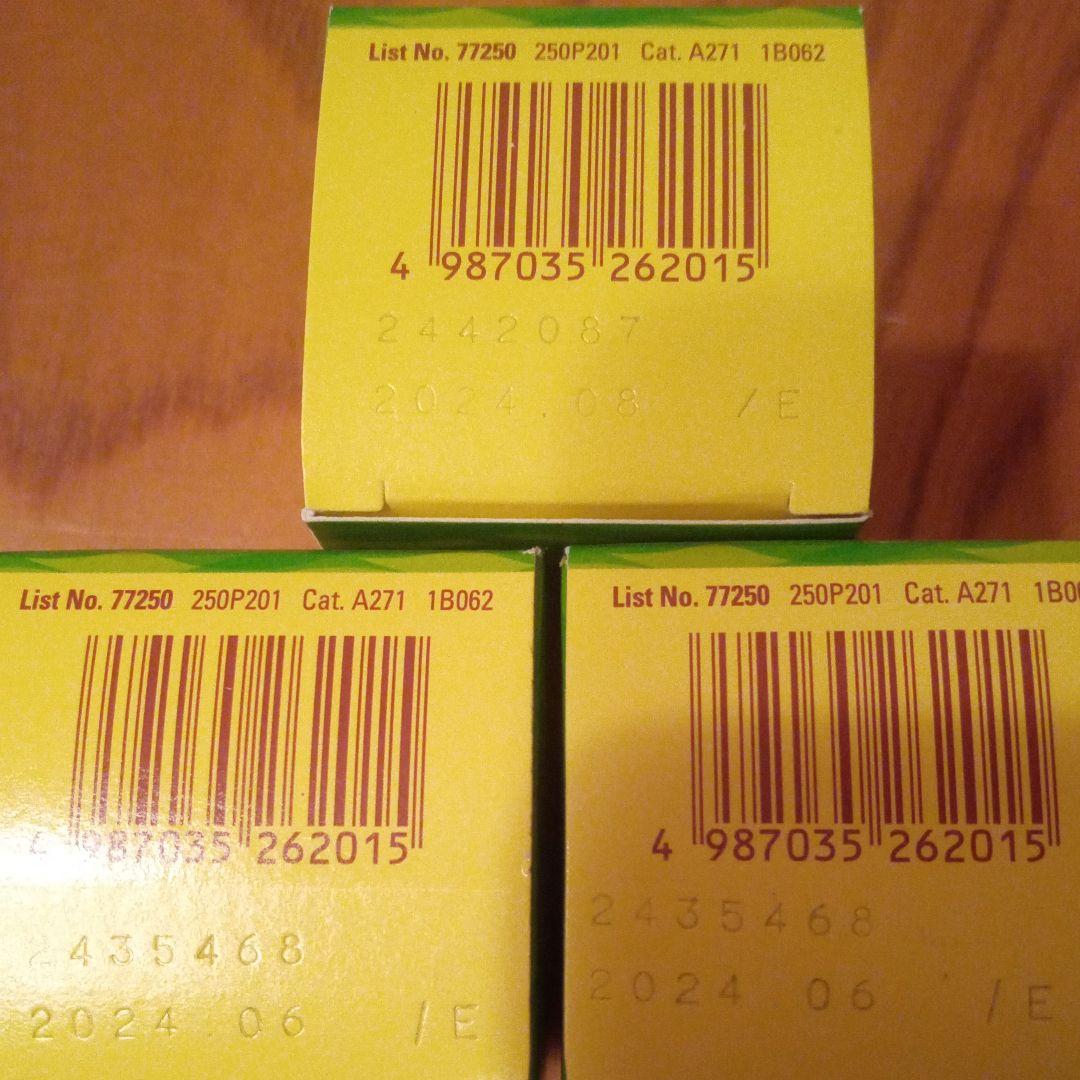 List No. 77250 250P201 Cat. A271 1B062
4 987035 262015
2442087
2024.08 /E
List No. 77250 250P201 Cat. A271 1B062
4 987035 262015
2435468
2024.06 /E
List No. 77250 250P201 Cat. A271
4 987035 262015
2435468
2024 06 /E